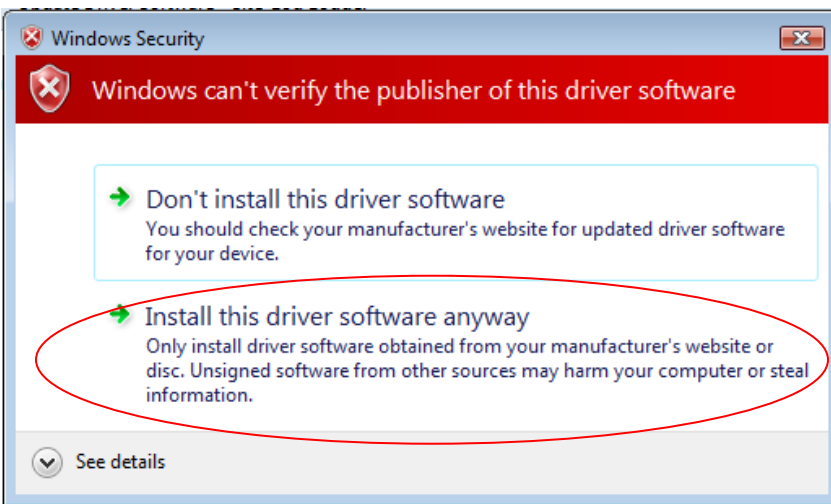 Windows Security
Windows can't verify the publisher of this driver software
Don't install this driver software
You should check your manufacturer's website for updated driver software
for your device.
Install this driver software anyway
Only install driver software obtained from your manufacturer's website or
disc. Unsigned software from other sources may harm your computer or steal
information.
See details